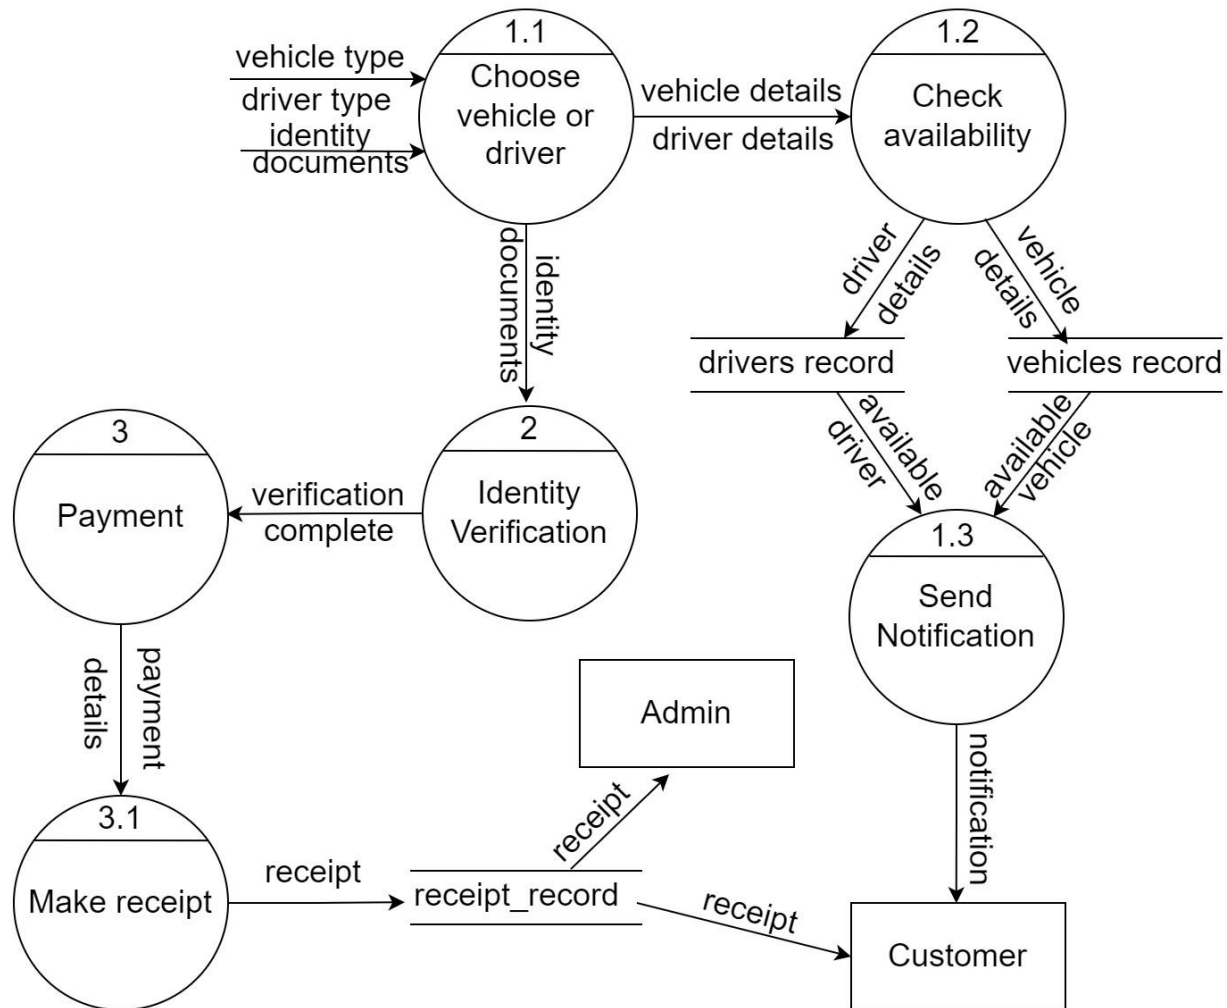 1.1
Choose
vehicle or
driver
vehicle type
driver type
identity
documents
vehicle details
driver details
1.2
Check
availability
identity
documents
driver
details
vehicle
details
drivers record
vehicles record
available
driver
available
vehicle
3
Payment
verification
complete
2
Identity
Verification
1.3
Send
Notification
payment
details
Admin
notification
3.1
Make receipt
receipt
receipt_record
receipt
receipt
Customer